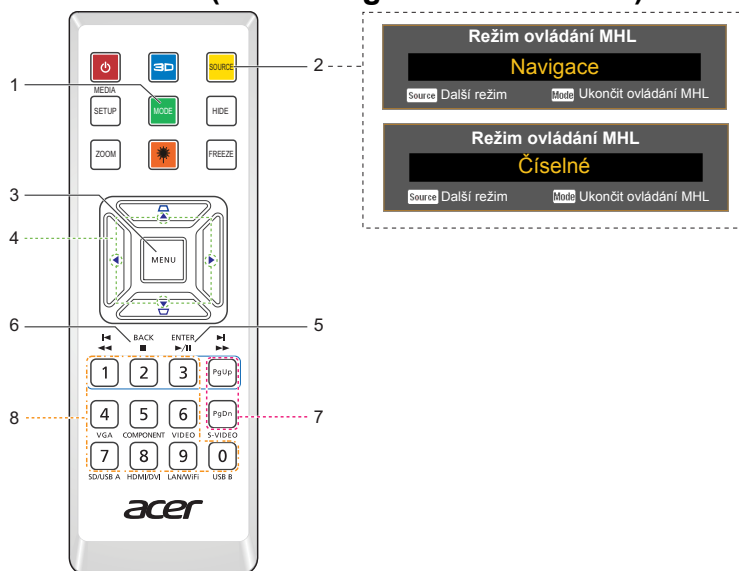 1
2
3
4
5
6
7
8
3D
SOURCE
MEDIA
SETUP
MODE
HIDE
ZOOM
FREEZE
MENU
BACK
ENTER
1
2
3
PgUp
4
5
6
PgDn
VGA
COMPONENT
VIDEO
S-VIDEO
7
8
9
0
SD/USB A
HDMI/DVI
LAN/WiFi
USB B
acer
Režim ovládání MHL
Navigace
Source Další režim
Mode Ukončit ovládání MHL
Režim ovládání MHL
Číselné
Source Další režim
Mode Ukončit ovládání MHL